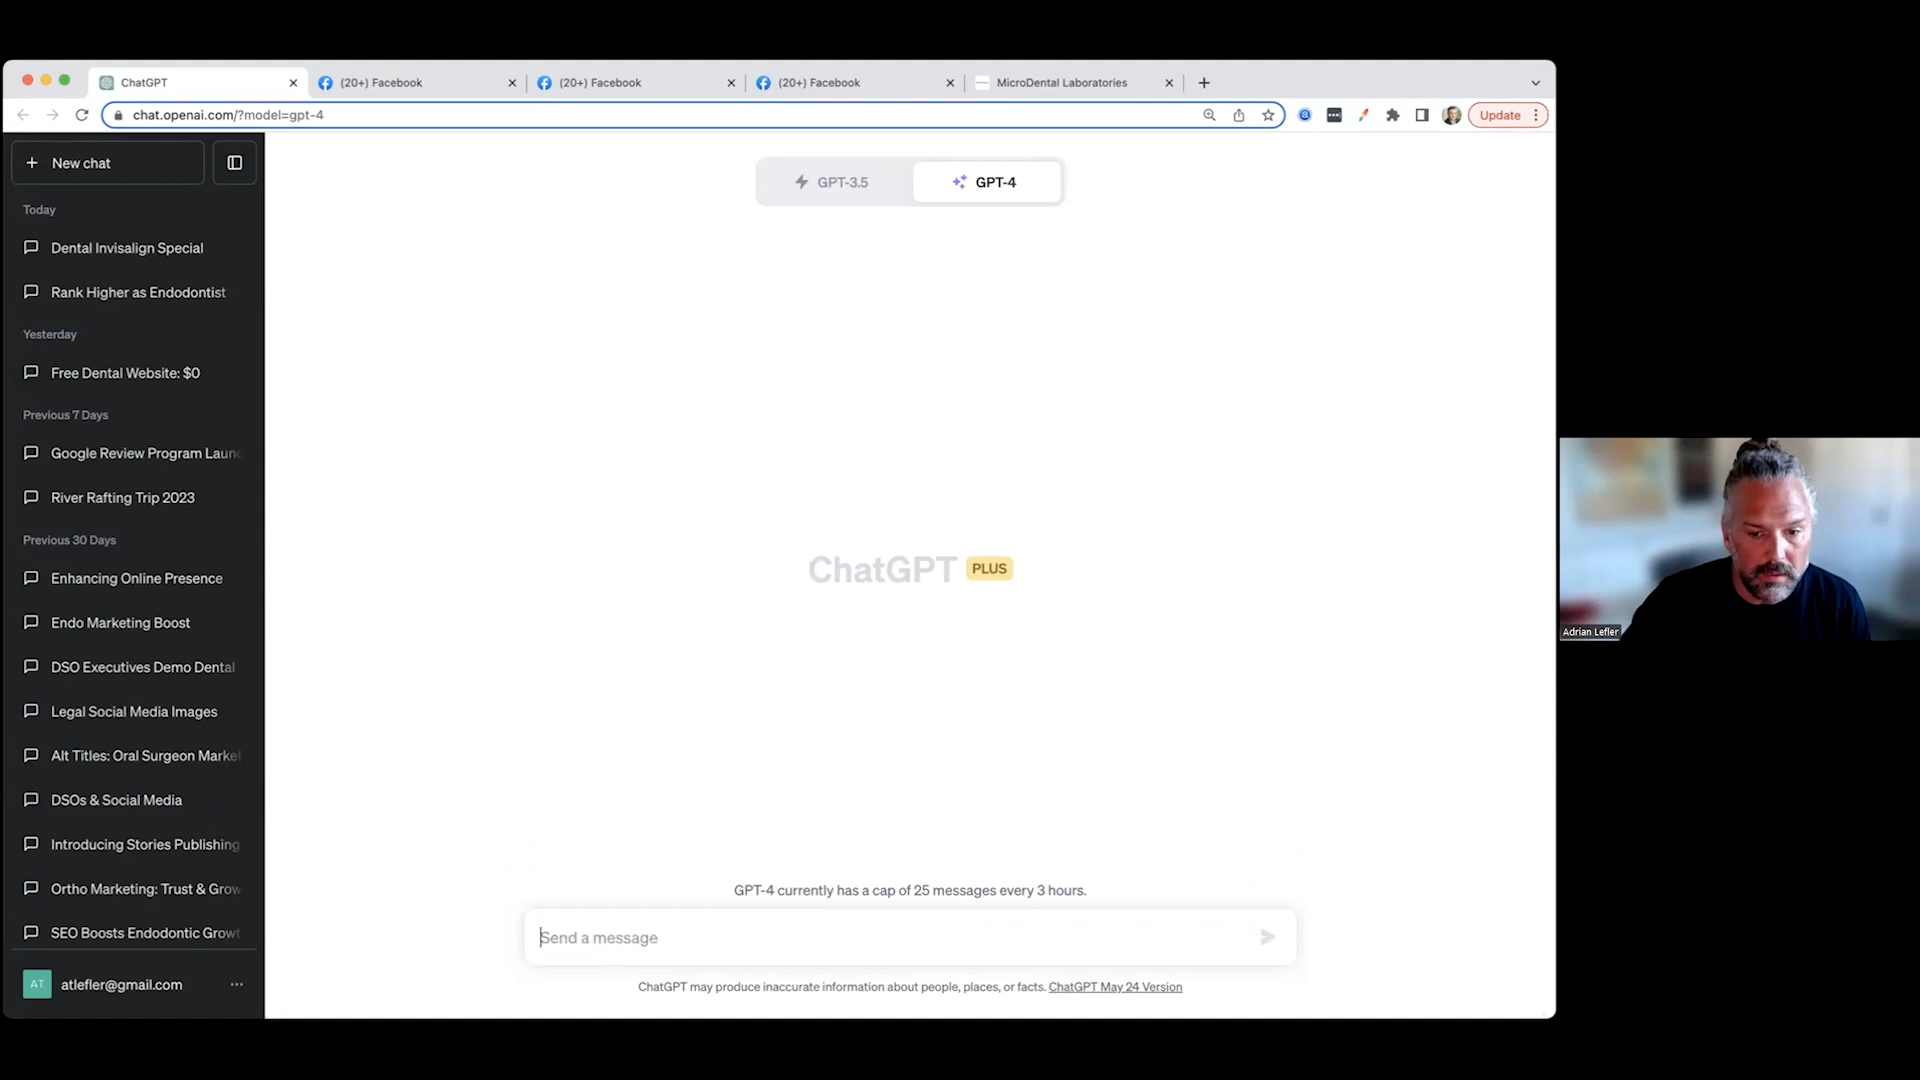 ChatGPT
(20+) Facebook
(20+) Facebook
(20+) Facebook
MicroDental Laboratories
chat.openai.com/?model=gpt-4
Update
New chat
Today
Dental Invisalign Special
Rank Higher as Endodontist
Yesterday
Free Dental Website: $0
Previous 7 Days
Google Review Program Launc
River Rafting Trip 2023
Previous 30 Days
Enhancing Online Presence
Endo Marketing Boost
DSO Executives Demo Dental
Legal Social Media Images
Alt Titles: Oral Surgeon Market
DSOs & Social Media
Introducing Stories Publishing
Ortho Marketing: Trust & Grow
SEO Boosts Endodontic Growt
AT
atlefler@gmail.com
GPT-3.5
GPT-4
ChatGPT PLUS
GPT-4 currently has a cap of 25 messages every 3 hours.
Send a message
ChatGPT may produce inaccurate information about people, places, or facts. ChatGPT May 24 Version
Adrian Lefler